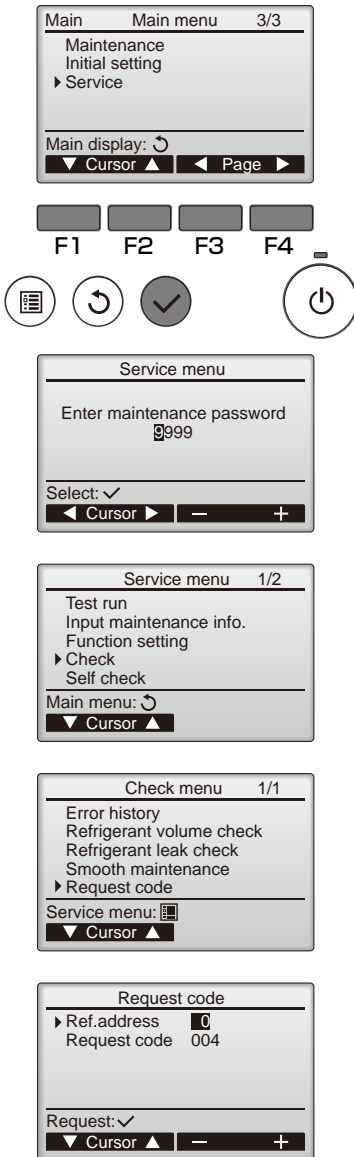 Main Main menu 3/3
Maintenance
Initial setting
Service
Main display:
Cursor Page
F1 F2 F3 F4
Service menu
Enter maintenance password
9999
Select:
Cursor − +
Service menu 1/2
Test run
Input maintenance info.
Function setting
Check
Self check
Main menu:
Cursor
Check menu 1/1
Error history
Refrigerant volume check
Refrigerant leak check
Smooth maintenance
Request code
Service menu:
Cursor
Request code
Ref.address 0
Request code 004
Request:
Cursor − +